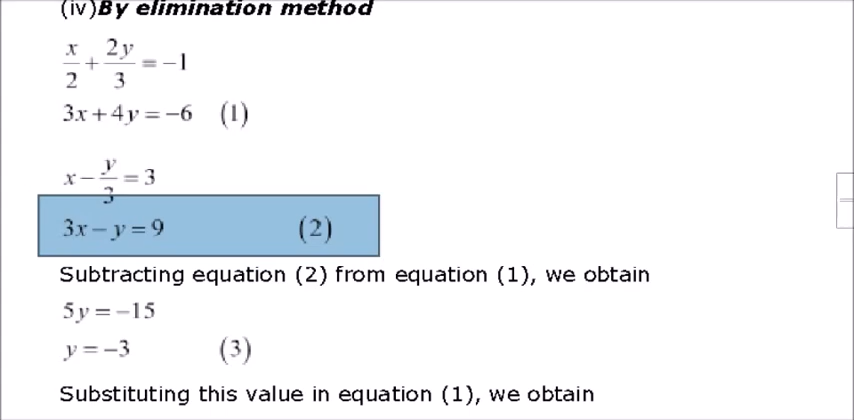 (iv)By elimination method
x/2 + 2y/3 = −1
3x + 4y = −6 (1)
x − y/3 = 3
3x − y = 9 (2)
Subtracting equation (2) from equation (1), we obtain
5y = −15
y = −3 (3)
Substituting this value in equation (1), we obtain